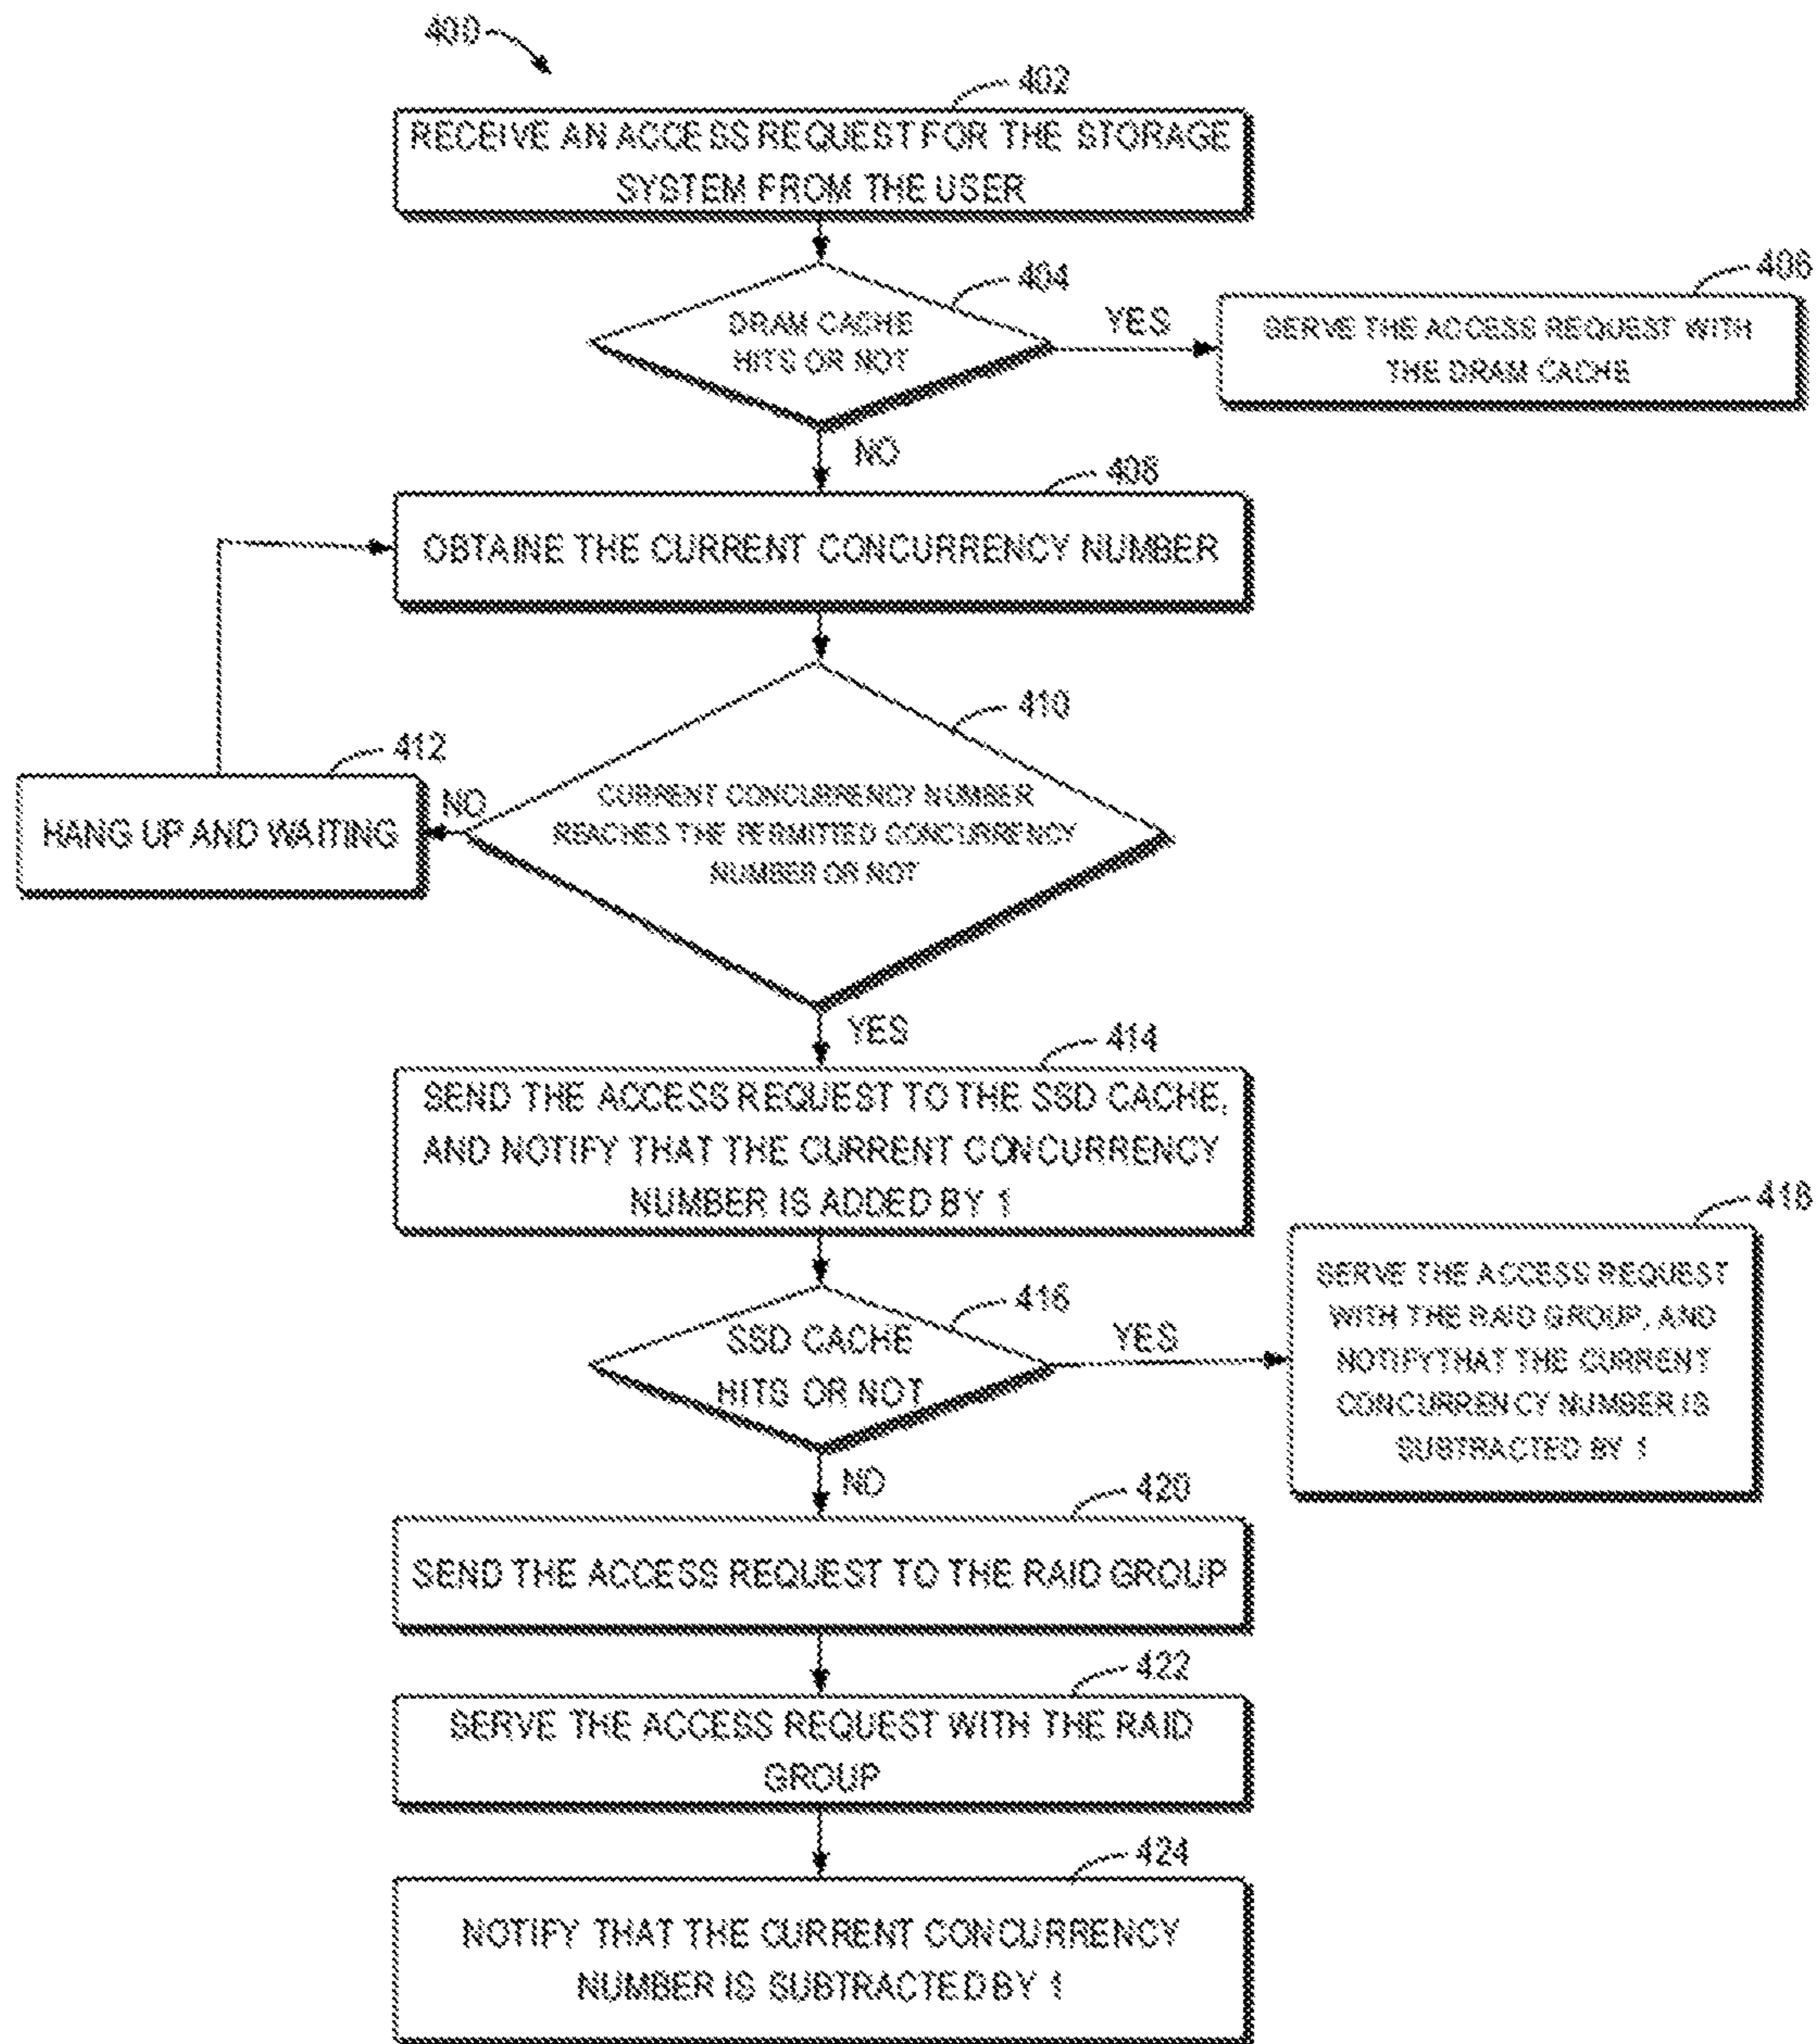 400
402
RECEIVE AN ACCESS REQUEST FOR THE STORAGE
SYSTEM FROM THE USER
404
DRAM CACHE
HITS OR NOT
YES
406
SERVE THE ACCESS REQUEST WITH
THE DRAM CACHE
NO
408
OBTAINE THE CURRENT CONCURRENCY NUMBER
410
CURRENT CONCURRENCY NUMBER
REACHES THE PERMITTED CONCURRENCY
NUMBER OR NOT
NO
412
HANG UP AND WAITING
YES
414
SEND THE ACCESS REQUEST TO THE SSD CACHE,
AND NOTIFY THAT THE CURRENT CONCURRENCY
NUMBER IS ADDED BY 1
416
SSD CACHE
HITS OR NOT
YES
418
SERVE THE ACCESS REQUEST
WITH THE RAID GROUP, AND
NOTIFY THAT THE CURRENT
CONCURRENCY NUMBER IS
SUBTRACTED BY 1
NO
420
SEND THE ACCESS REQUEST TO THE RAID GROUP
422
SERVE THE ACCESS REQUEST WITH THE RAID
GROUP
424
NOTIFY THAT THE CURRENT CONCURRENCY
NUMBER IS SUBTRACTED BY 1